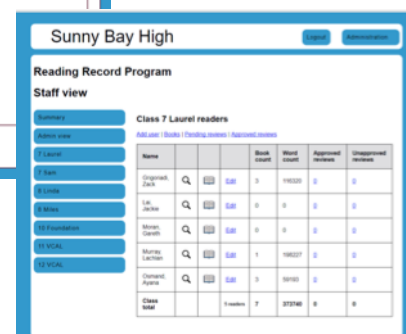 Sunny Bay High
Logout
Administration
Reading Record Program
Staff view
Summary
Admin view
7 Laurel
7 Sam
8 Linda
8 Miles
10 Foundation
11 VCAL
12 VCAL
Class 7 Laurel readers
Add user | Books | Pending reviews | Approved reviews
Name Book count Word count Approved reviews Unapproved reviews
Zack Edit 3 116320 0 0
Lai, Jackie Edit 0 0 0 0
Moran, Gareth Edit 0 0 0 0
Murray, Lachlan Edit 1 198227 0 0
Osmand, Ayana Edit 3 59193 0 0
Class total 5 readers 7 373740 0 0